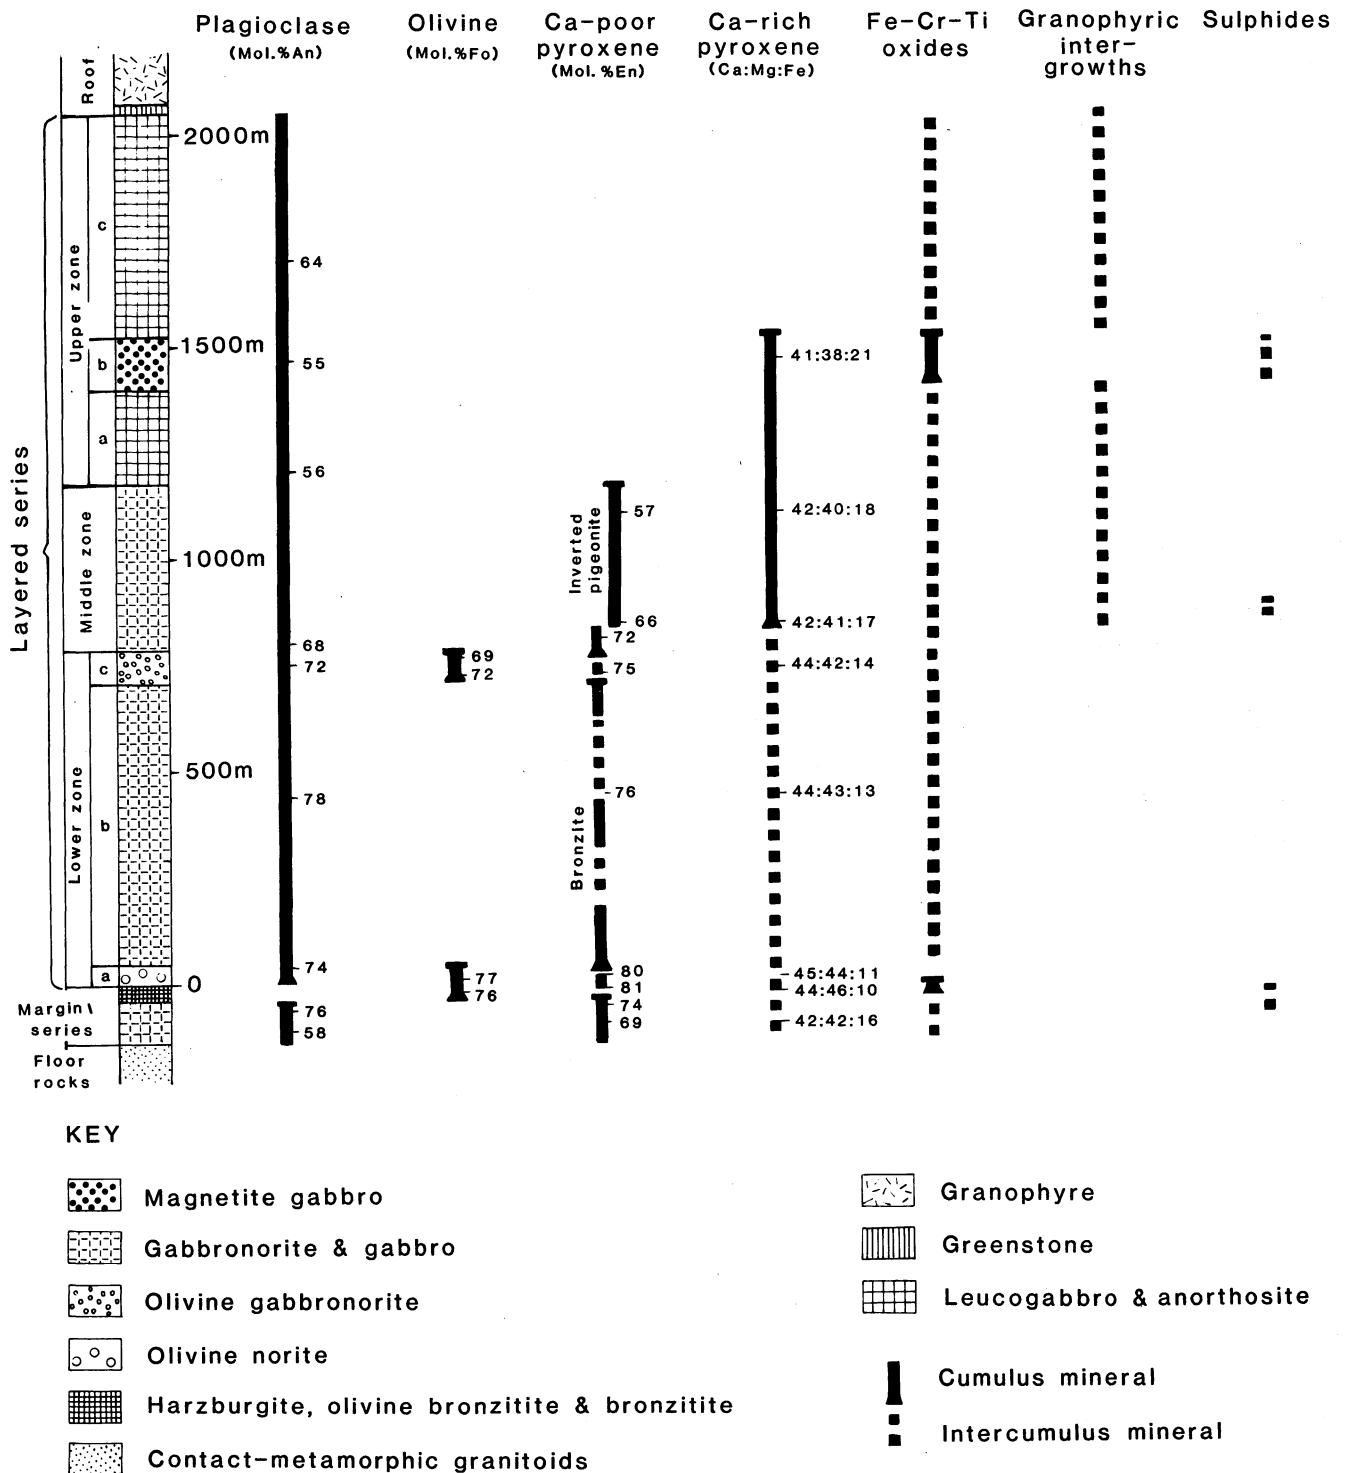 Plagioclase
(Mol.%An)
Olivine
(Mol.%Fo)
Ca-poor
pyroxene
(Mol. %En)
Ca-rich
pyroxene
(Ca:Mg:Fe)
Fe-Cr-Ti
oxides
Granophyric
inter-
growths
Sulphides
Roof
Layered series
Upper zone
c
b
a
Middle zone
Lower zone
c
b
a
Margin\
series
Floor
rocks
2000m
1500m
1000m
500m
0
64
55
56
68
72
78
74
76
58
69
72
77
76
Inverted
pigeonite
57
66
72
75
Bronzite
76
80
81
74
69
41:38:21
42:40:18
42:41:17
44:42:14
44:43:13
45:44:11
44:46:10
42:42:16
KEY
Magnetite gabbro
Gabbronorite & gabbro
Olivine gabbronorite
Olivine norite
Harzburgite, olivine bronzitite & bronzitite
Contact-metamorphic granitoids
Granophyre
Greenstone
Leucogabbro & anorthosite
Cumulus mineral
Intercumulus mineral